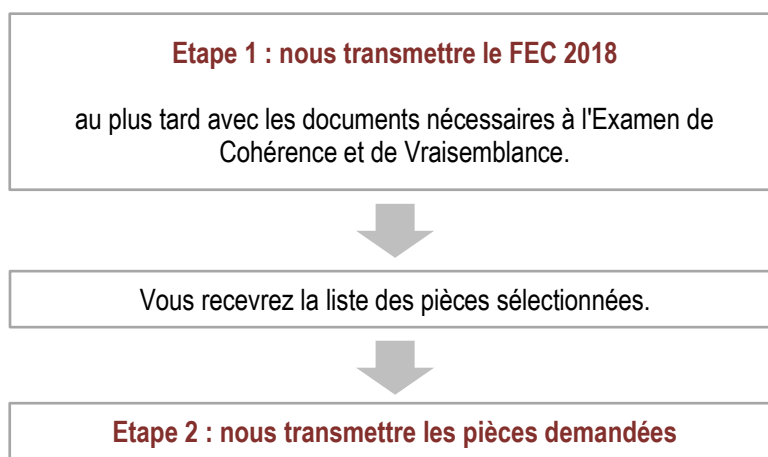 Etape 1 : nous transmettre le FEC 2018
au plus tard avec les documents nécessaires à l'Examen de
Cohérence et de Vraisemblance.
Vous recevrez la liste des pièces sélectionnées.
Etape 2 : nous transmettre les pièces demandées